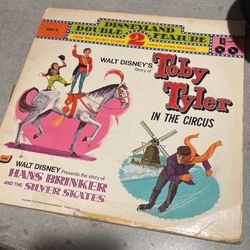 DISNEYLAND
DOUBLE 2 FEATURE
WALT DISNEY'S
Story of
Toby
Tyler
IN THE CIRCUS
WALT DISNEY Presents the story of
HANS BRINKER
AND THE SILVER SKATES